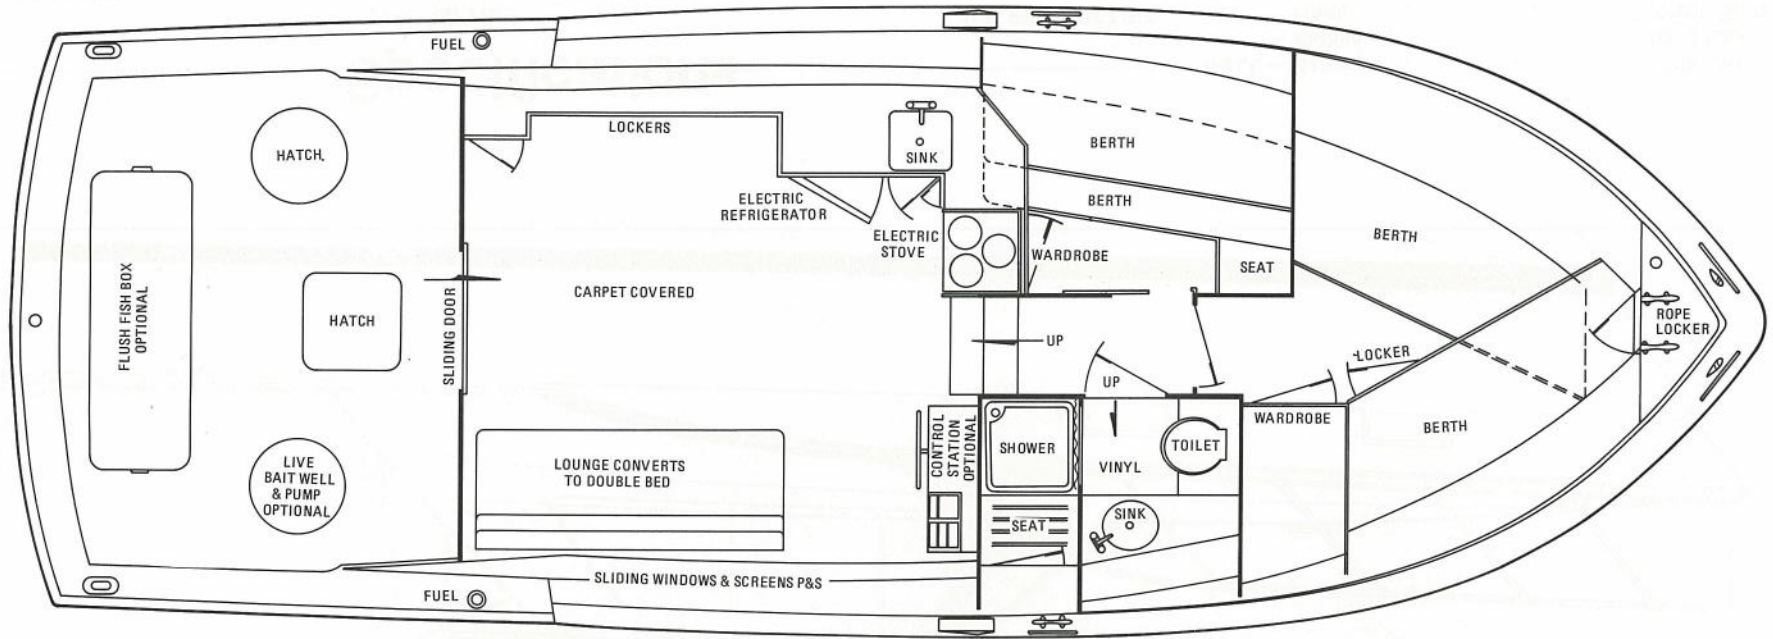 FUEL
HATCH.
FLUSH FISH BOX
OPTIONAL
HATCH
LIVE
BAIT WELL
& PUMP
OPTIONAL
FUEL
SLIDING DOOR
LOCKERS
SINK
ELECTRIC
REFRIGERATOR
ELECTRIC
STOVE
CARPET COVERED
LOUNGE CONVERTS
TO DOUBLE BED
CONTROL
STATION
OPTIONAL
SLIDING WINDOWS & SCREENS P&S
BERTH
BERTH
WARDROBE
SEAT
UP
UP
SHOWER
VINYL
TOILET
SEAT
SINK
LOCKER
WARDROBE
BERTH
BERTH
ROPE
LOCKER